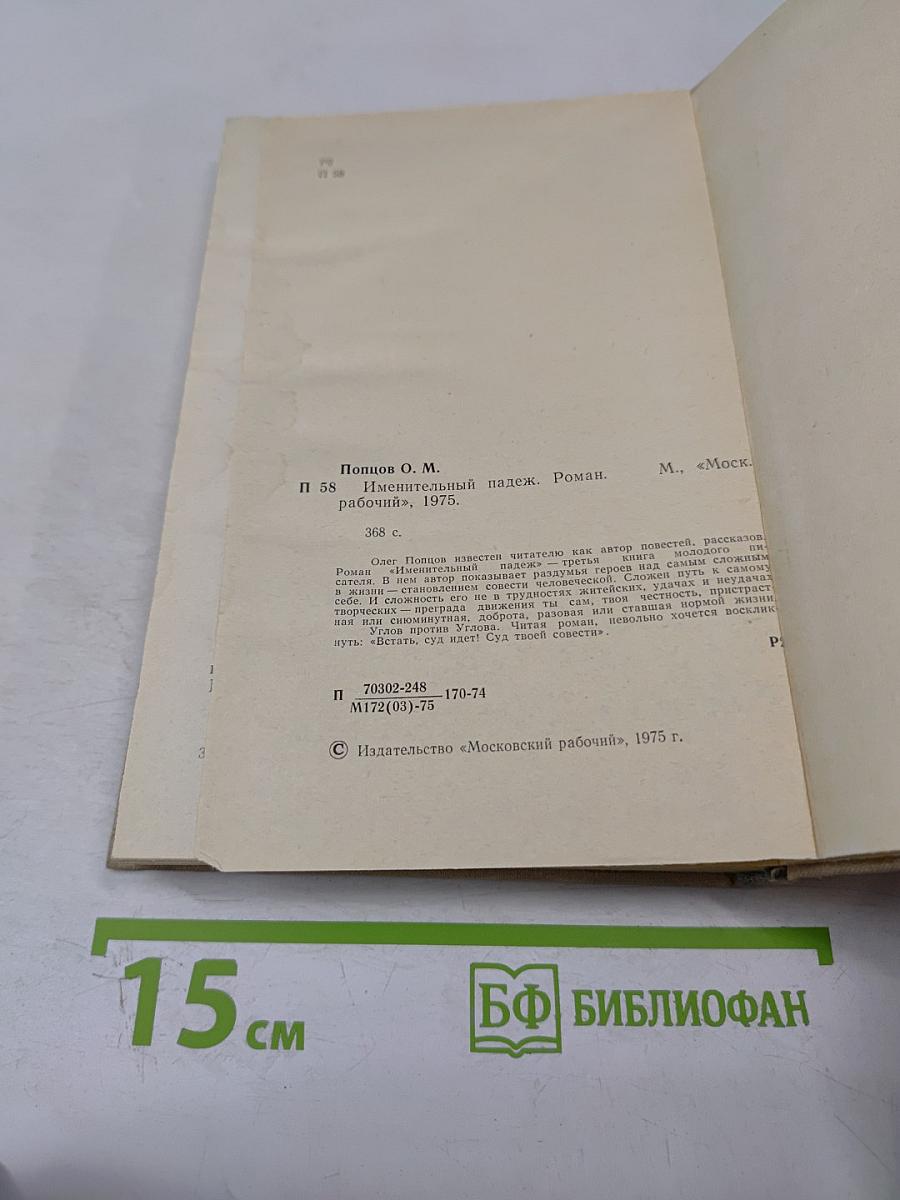 П 58
Попцов О. М.
П 58 Именительный падеж. Роман. М., «Моск.
рабочий», 1975.
368 с.
Олег Попцов известен читателю как автор повестей, рассказов.
Роман «Именительный падеж» — третья книга молодого пи-
сателя. В нем автор показывает раздумья героев над самым сложным
в жизни — становлением совести человеческой. Сложен путь к самому
себе. И сложность его не в трудностях житейских, удачах и неудачах
творческих — преграда движения ты сам, твоя честность, пристраст-
ная или сиюминутная, доброта, разовая или ставшая нормой жизни.
Углов против Углова. Читая роман, невольно хочется восклик-
нуть: «Встать, суд идет! Суд твоей совести».
П 70302-248 170-74
М172(03)-75
© Издательство «Московский рабочий», 1975 г.
15 см
БФ БИБЛИОФАН